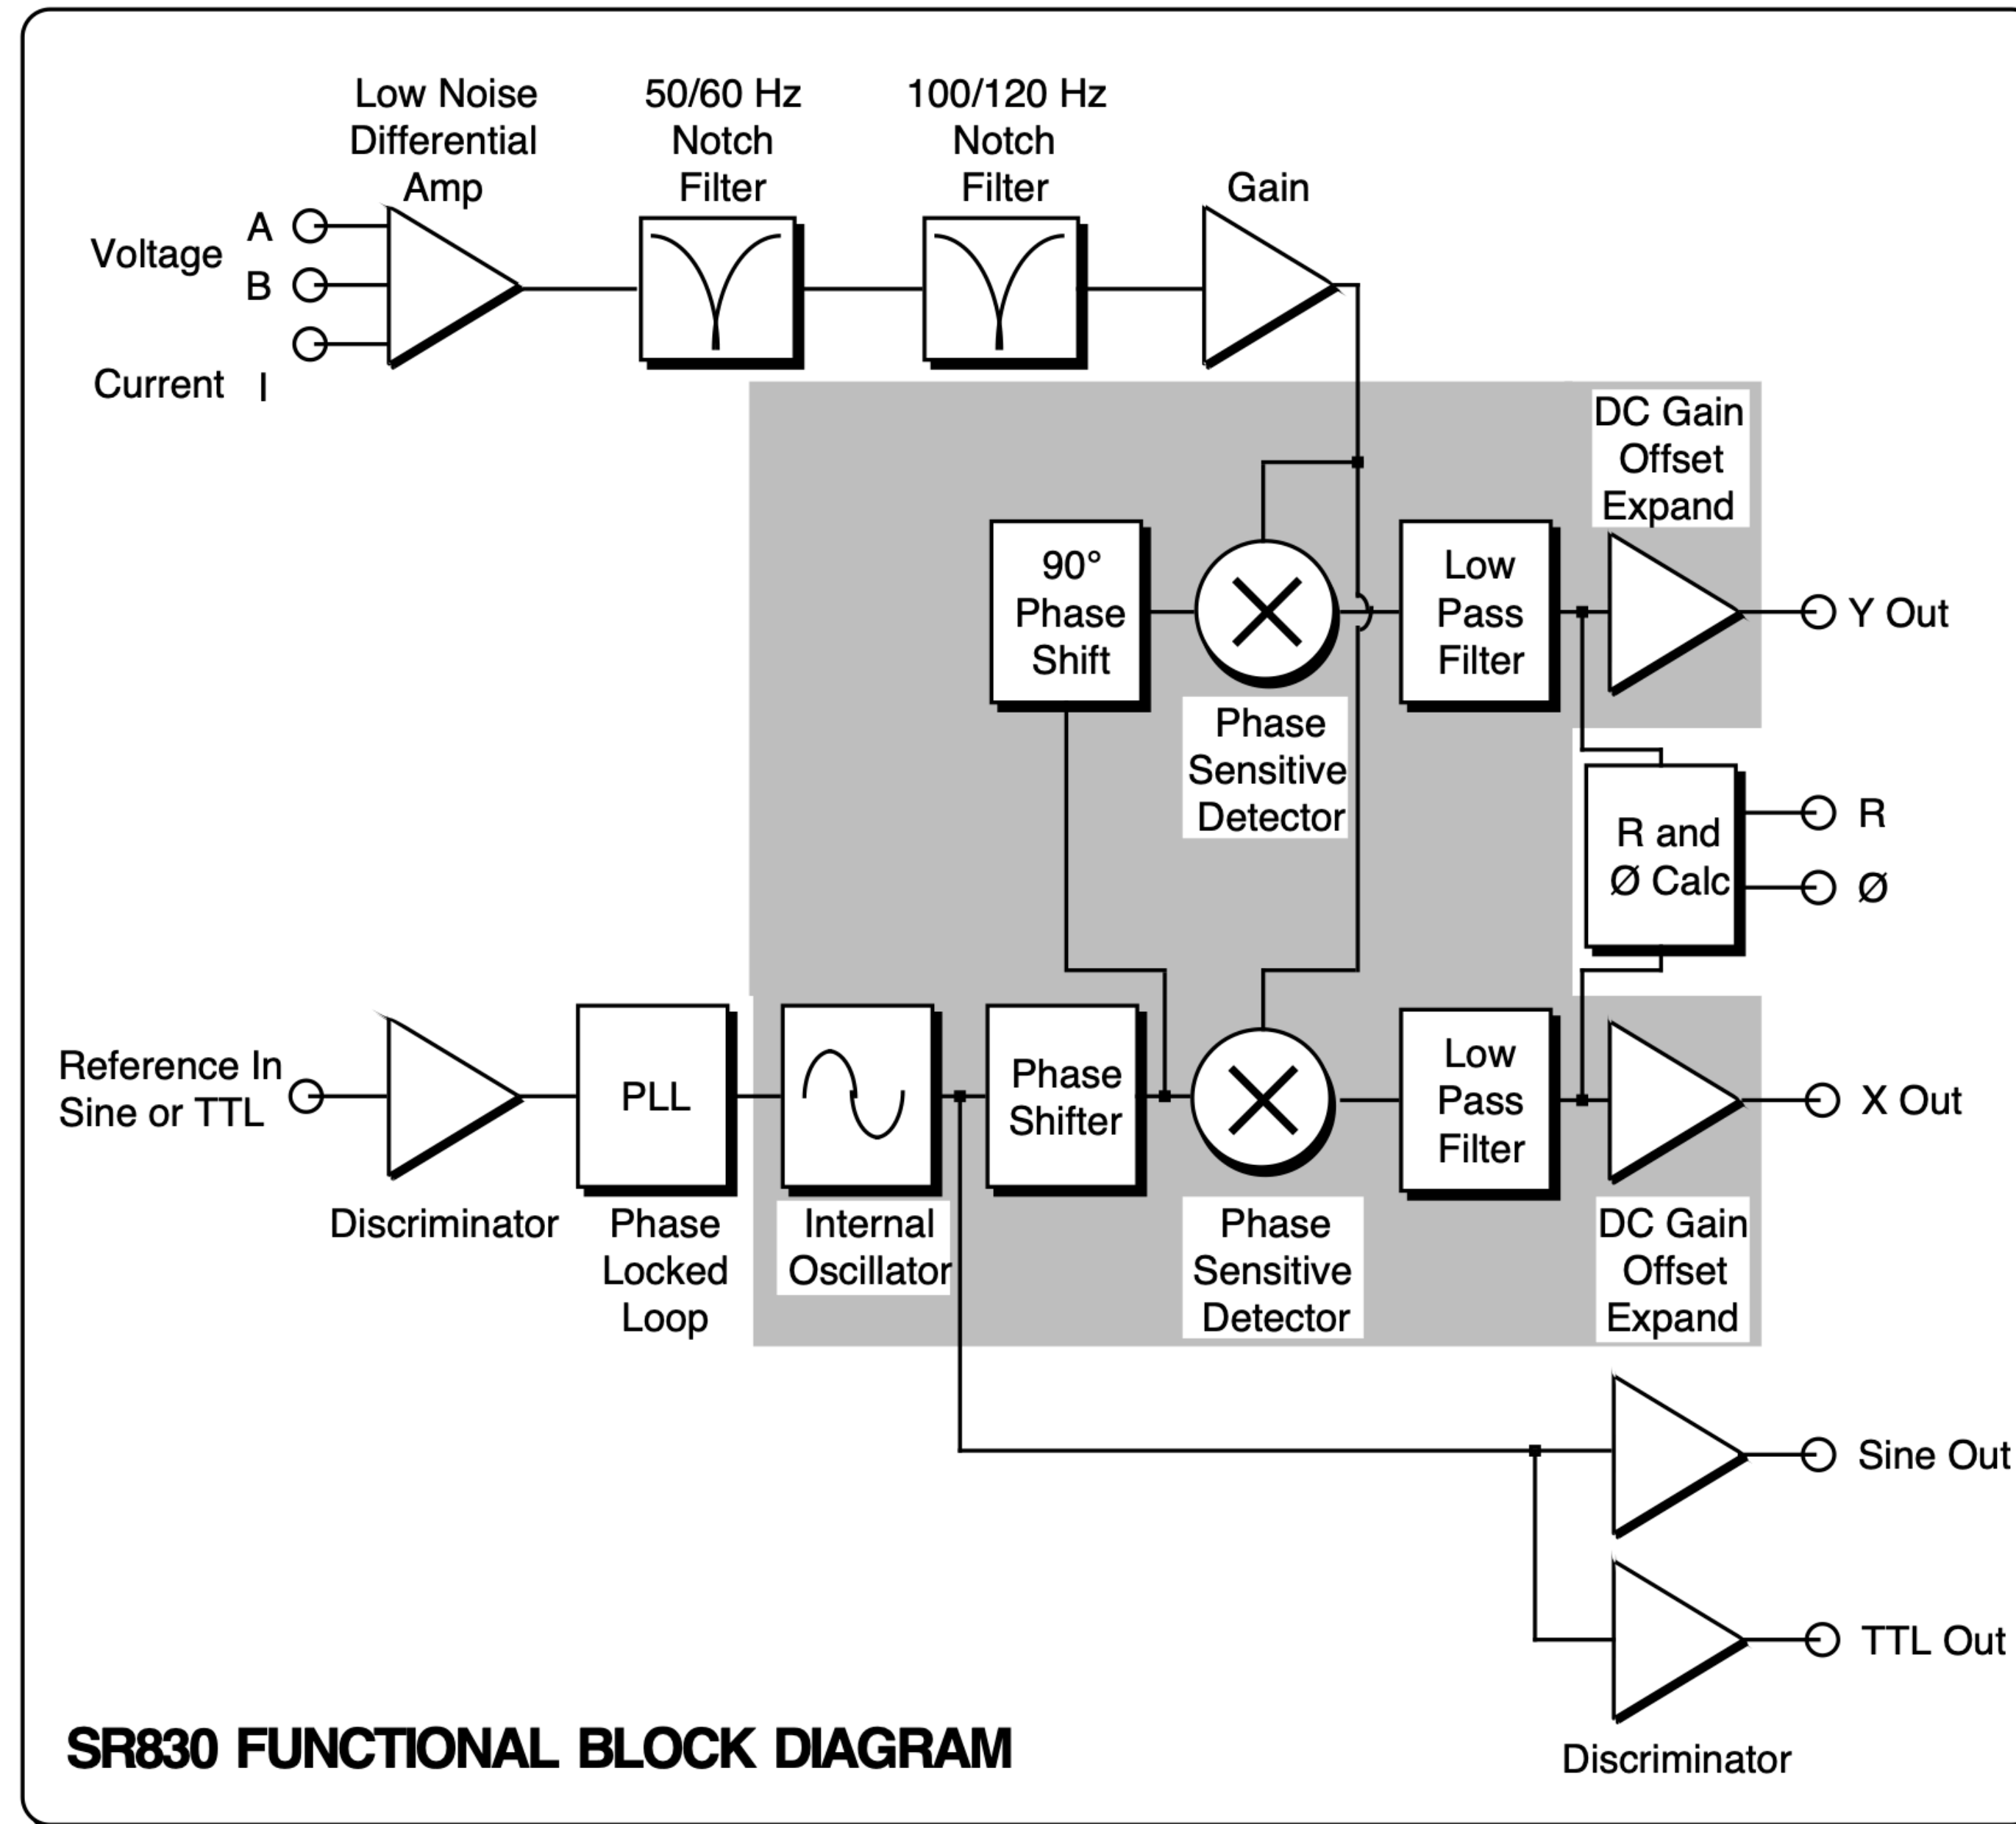 Low Noise
Differential
Amp
50/60 Hz
Notch
Filter
100/120 Hz
Notch
Filter
Gain
Voltage
A
B
Current I
DC Gain
Offset
Expand
90°
Phase
Shift
Low
Pass
Filter
Y Out
Phase
Sensitive
Detector
R and
Ø Calc
R
Ø
Reference In
Sine or TTL
Discriminator
PLL
Phase
Locked
Loop
Internal
Oscillator
Phase
Shifter
Phase
Sensitive
Detector
Low
Pass
Filter
DC Gain
Offset
Expand
X Out
Sine Out
TTL Out
Discriminator
SR830 FUNCTIONAL BLOCK DIAGRAM